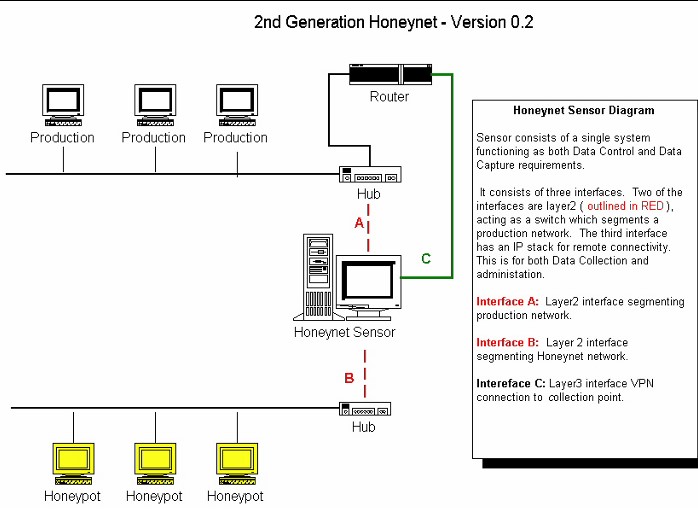 2nd Generation Honeynet - Version 0.2
Router
Production
Production
Production
Hub
A
C
Honeynet Sensor
B
Hub
Honeypot
Honeypot
Honeypot
Honeynet Sensor Diagram
Sensor consists of a single system
functioning as both Data Control and Data
Capture requirements.
It consists of three interfaces. Two of the
interfaces are layer2 ( outlined in RED ),
acting as a switch which segments a
production network. The third interface
has an IP stack for remote connectivity.
This is for both Data Collection and
administation.
Interface A: Layer2 interface segmenting
production network.
Interface B: Layer 2 interface
segmenting Honeynet network.
Intereface C: Layer3 interface VPN
connection to collection point.